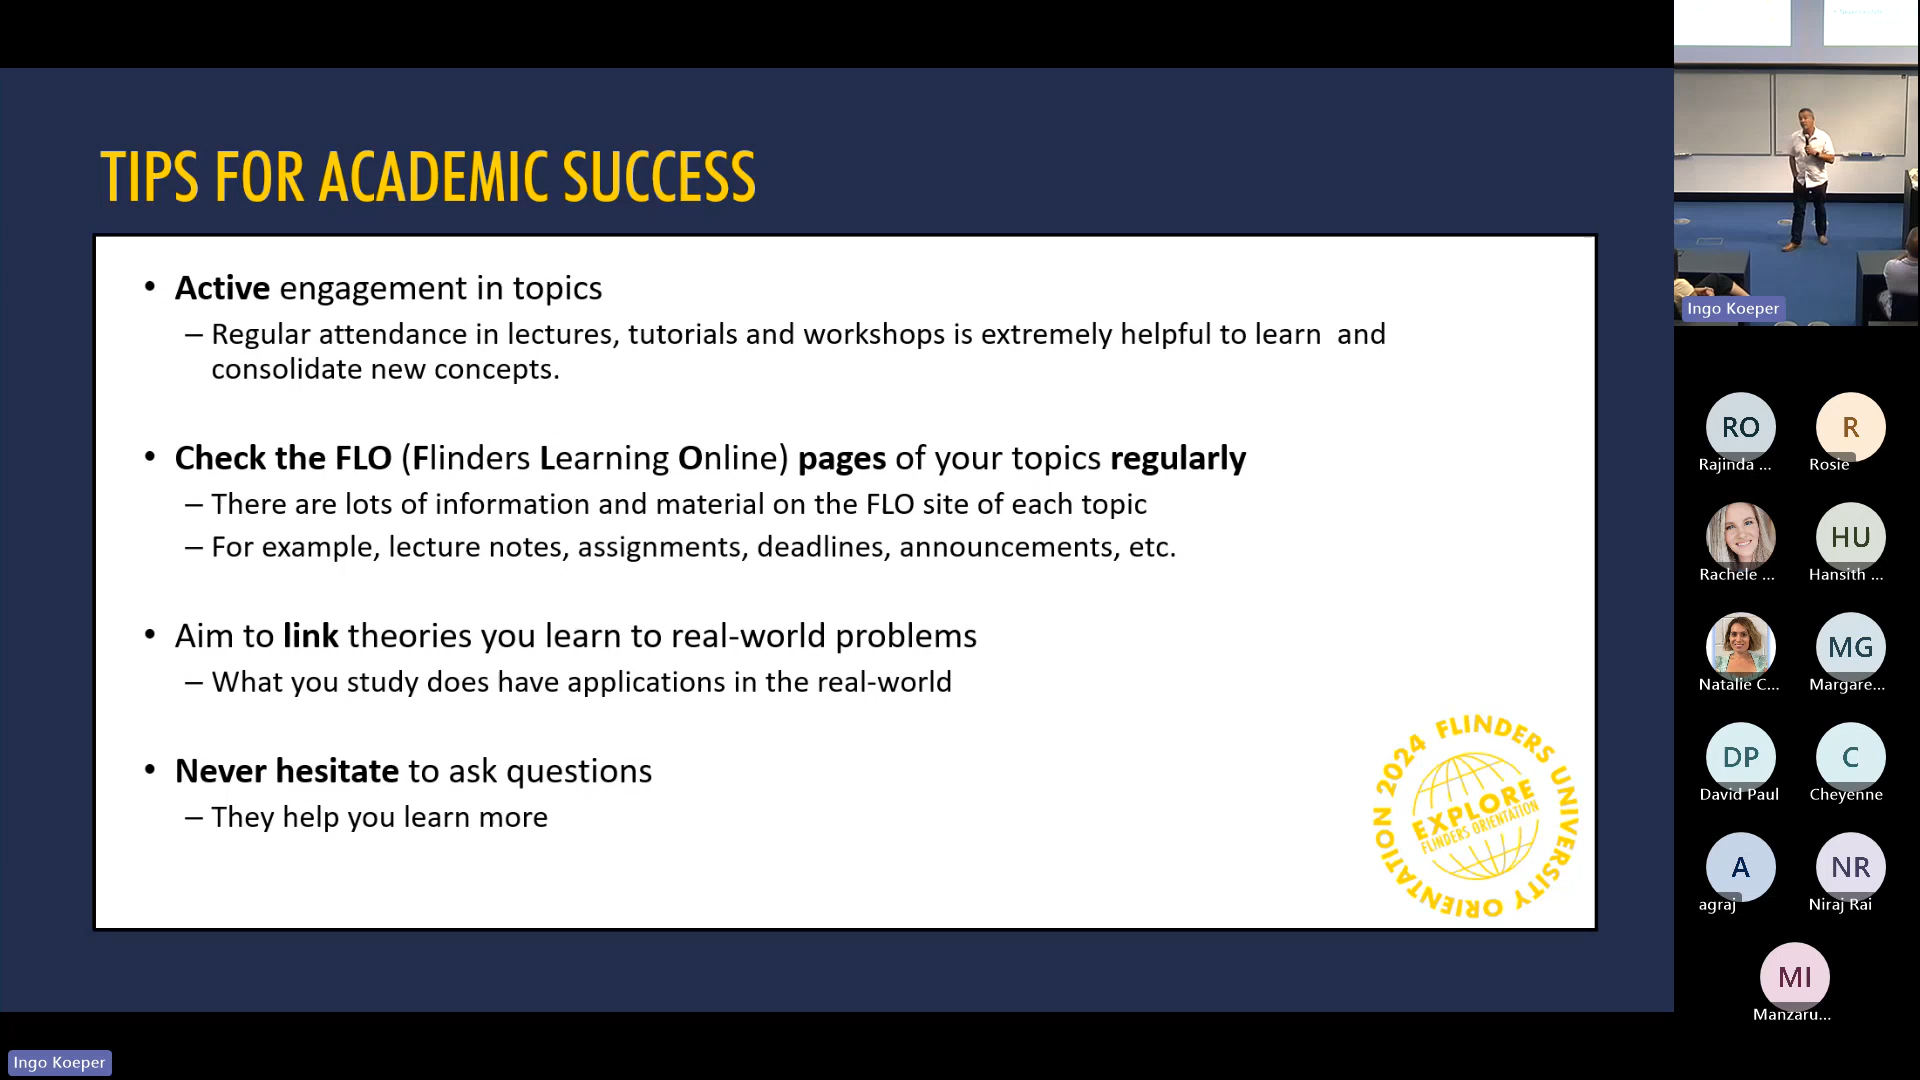 TIPS FOR ACADEMIC SUCCESS
• Active engagement in topics
– Regular attendance in lectures, tutorials and workshops is extremely helpful to learn and
consolidate new concepts.
• Check the FLO (Flinders Learning Online) pages of your topics regularly
– There are lots of information and material on the FLO site of each topic
– For example, lecture notes, assignments, deadlines, announcements, etc.
• Aim to link theories you learn to real-world problems
– What you study does have applications in the real-world
• Never hesitate to ask questions
– They help you learn more
FLINDERS UNIVERSITY ORIENTATION 2024
EXPLORE
FLINDERS ORIENTATION
Ingo Koeper
RO
Rajinda ...
R
Rosie
Rachele ...
HU
Hansith ...
Natalie C...
MG
Margare...
DP
David Paul
C
Cheyenne
A
agraj
NR
Niraj Rai
MI
Manzaru...
Ingo Koeper